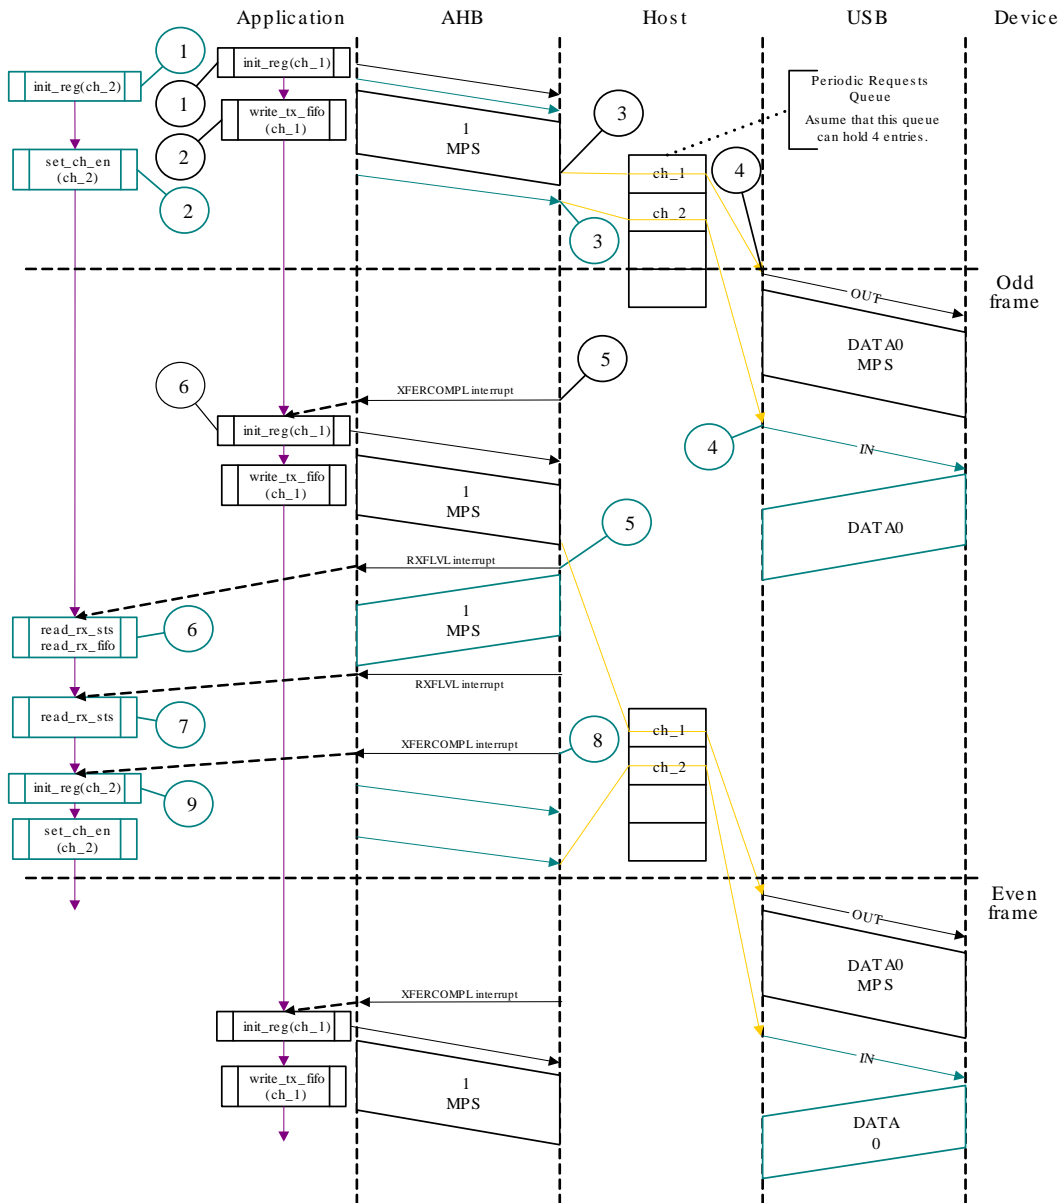 Application
AHB
Host
USB
Device
1
init_reg(ch_1)
Periodic Requests
Queue
Asume that this queue
can hold 4 entries.
init_reg(ch_2)
1
write_tx_fifo
(ch_1)
1
MPS
3
2
set_ch_en
(ch_2)
4
ch_1
2
ch_2
3
Odd
frame
OUT
DATA0
MPS
5
6
XFERCOMPL interrupt
init_reg(ch_1)
4
IN
write_tx_fifo
(ch_1)
1
MPS
5
DATA0
RXFLVL interrupt
1
MPS
read_rx_sts
read_rx_fifo
6
RXFLVL interrupt
read_rx_sts
7
ch_1
XFERCOMPL interrupt
8
ch_2
init_reg(ch_2)
9
set_ch_en
(ch_2)
Even
frame
OUT
DATA0
MPS
XFERCOMPL interrupt
init_reg(ch_1)
IN
write_tx_fifo
(ch_1)
1
MPS
DATA
0